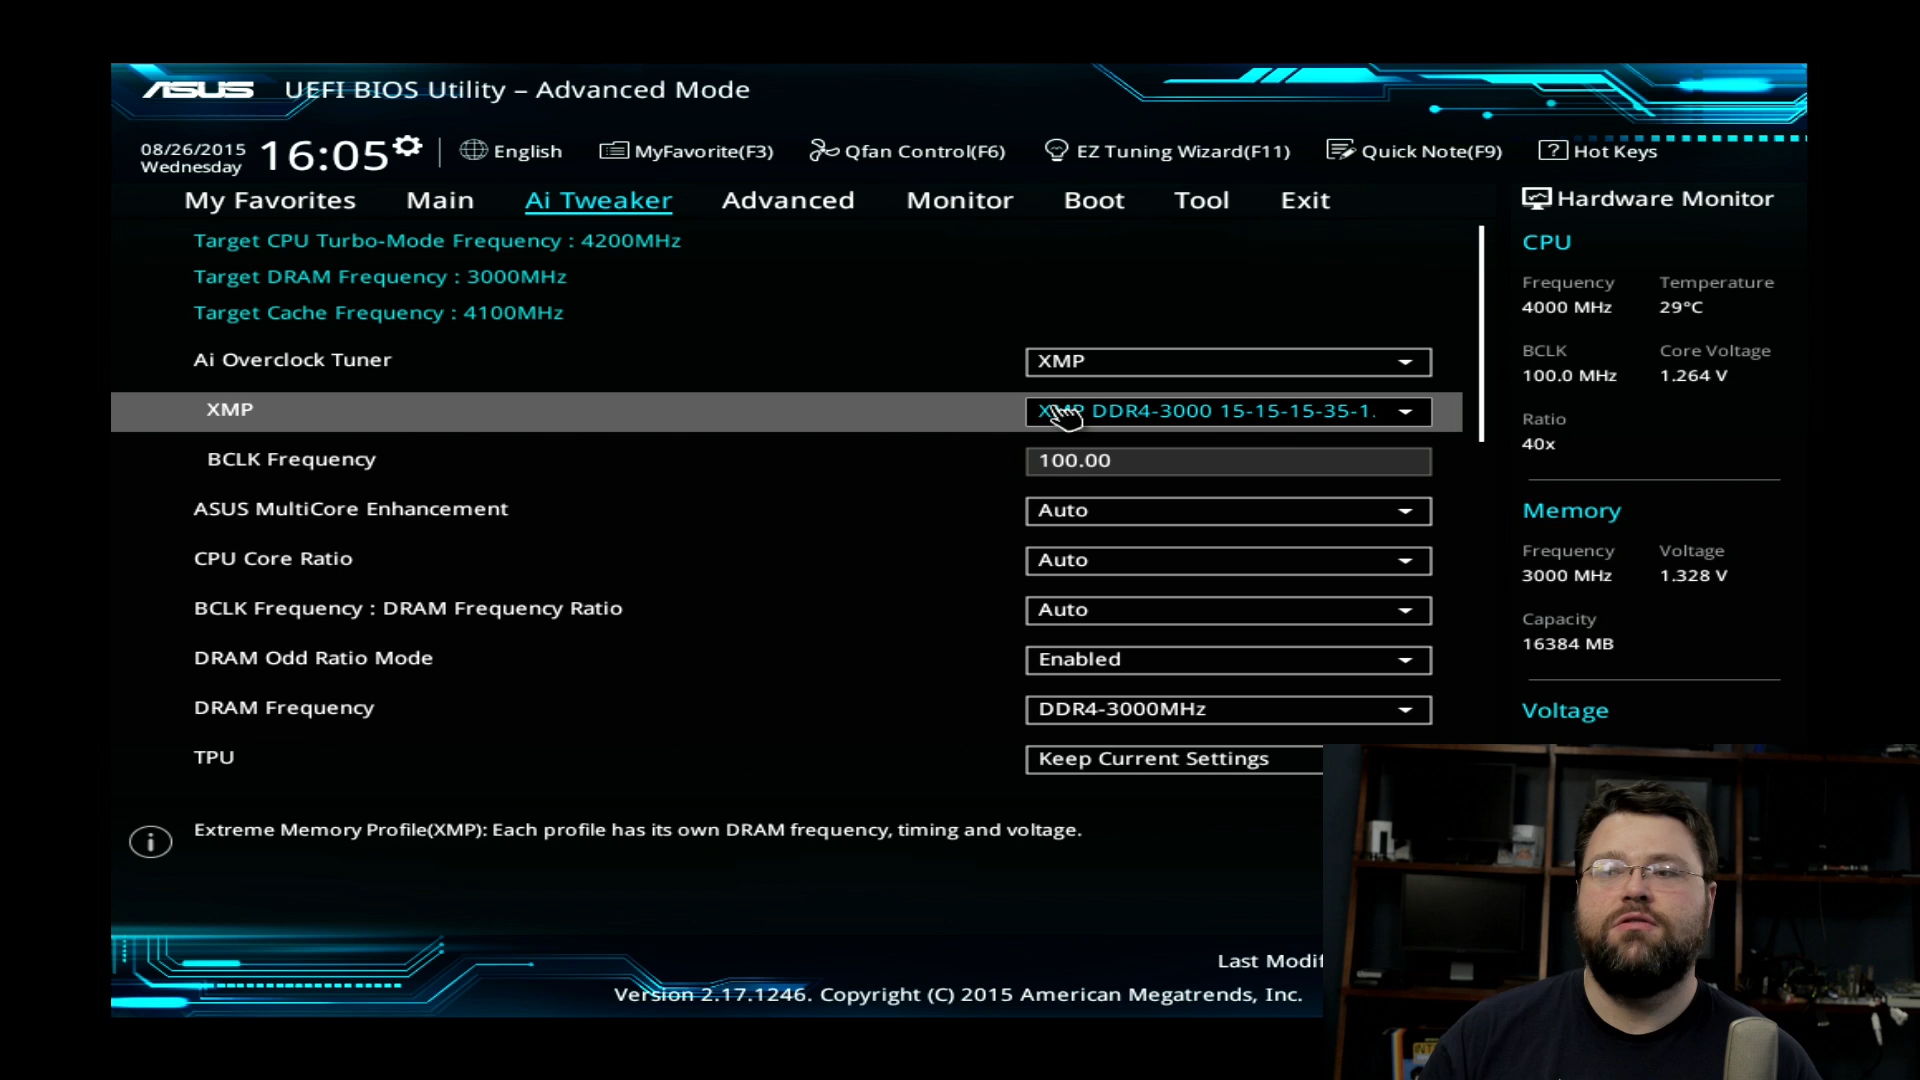 ASUS UEFI BIOS Utility – Advanced Mode
08/26/2015 Wednesday 16:05 English MyFavorite(F3) Qfan Control(F6) EZ Tuning Wizard(F11) Quick Note(F9) ? Hot Keys
My Favorites Main Ai Tweaker Advanced Monitor Boot Tool Exit
Target CPU Turbo-Mode Frequency : 4200MHz
Target DRAM Frequency : 3000MHz
Target Cache Frequency : 4100MHz
Ai Overclock Tuner XMP
XMP XMP DDR4-3000 15-15-15-35-1.
BCLK Frequency 100.00
ASUS MultiCore Enhancement Auto
CPU Core Ratio Auto
BCLK Frequency : DRAM Frequency Ratio Auto
DRAM Odd Ratio Mode Enabled
DRAM Frequency DDR4-3000MHz
TPU Keep Current Settings
i Extreme Memory Profile(XMP): Each profile has its own DRAM frequency, timing and voltage.
Hardware Monitor
CPU
Frequency Temperature
4000 MHz 29°C
BCLK Core Voltage
100.0 MHz 1.264 V
Ratio
40x
Memory
Frequency Voltage
3000 MHz 1.328 V
Capacity
16384 MB
Voltage
Last Modif
Version 2.17.1246. Copyright (C) 2015 American Megatrends, Inc.